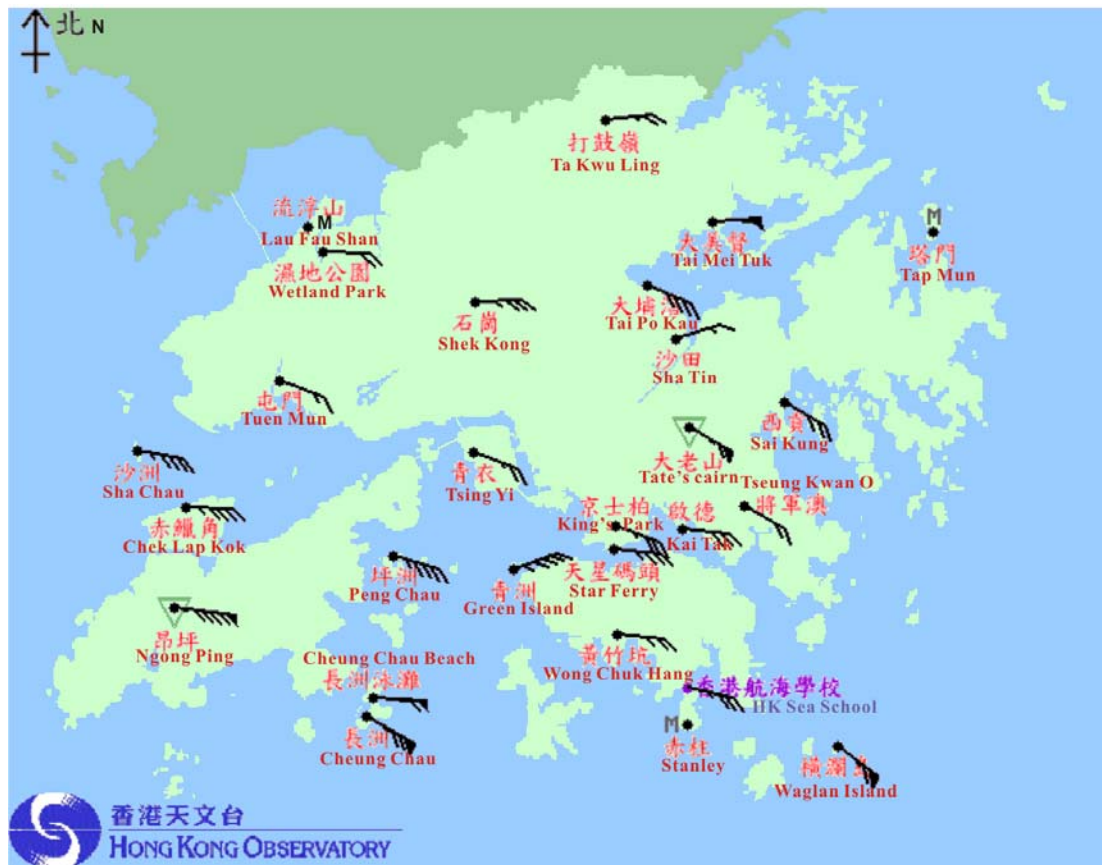 北 N
打鼓嶺
Ta Kwu Ling
流浮山
M
Lau Fau Shan
濕地公園
Wetland Park
大美督
Tai Mei Tuk
M
塔門
Tap Mun
石崗
Shek Kong
大埔滘
Tai Po Kau
沙田
Sha Tin
屯門
Tuen Mun
西貢
Sai Kung
大老山
Tate's cairn
沙洲
Sha Chau
青衣
Tsing Yi
Tseung Kwan O
將軍澳
赤鱲角
Chek Lap Kok
京士柏
King's Park
啟德
Kai Tak
坪洲
Peng Chau
青洲
Green Island
天星碼頭
Star Ferry
昂坪
Ngong Ping
黃竹坑
Wong Chuk Hang
Cheung Chau Beach
長洲泳灘
長洲
Cheung Chau
香港航海學校
HK Sea School
M
赤柱
Stanley
橫瀾島
Waglan Island
香港天文台
HONG KONG OBSERVATORY